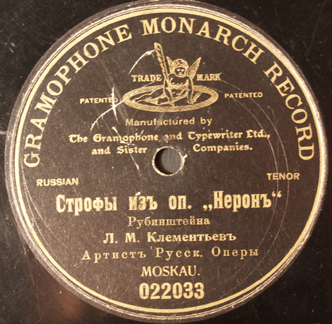 GRAMOPHONE MONARCH RECORD
TRADE MARK
PATENTED PATENTED
Manufactured by
The Gramophone and Typewriter Ltd.,
and Sister Companies.
RUSSIAN TENOR
Строфы изъ оп. „Неронъ“
Рубинштейна
Л. М. Клементьевъ
Артистъ Русск. Оперы
MOSKAU.
022033